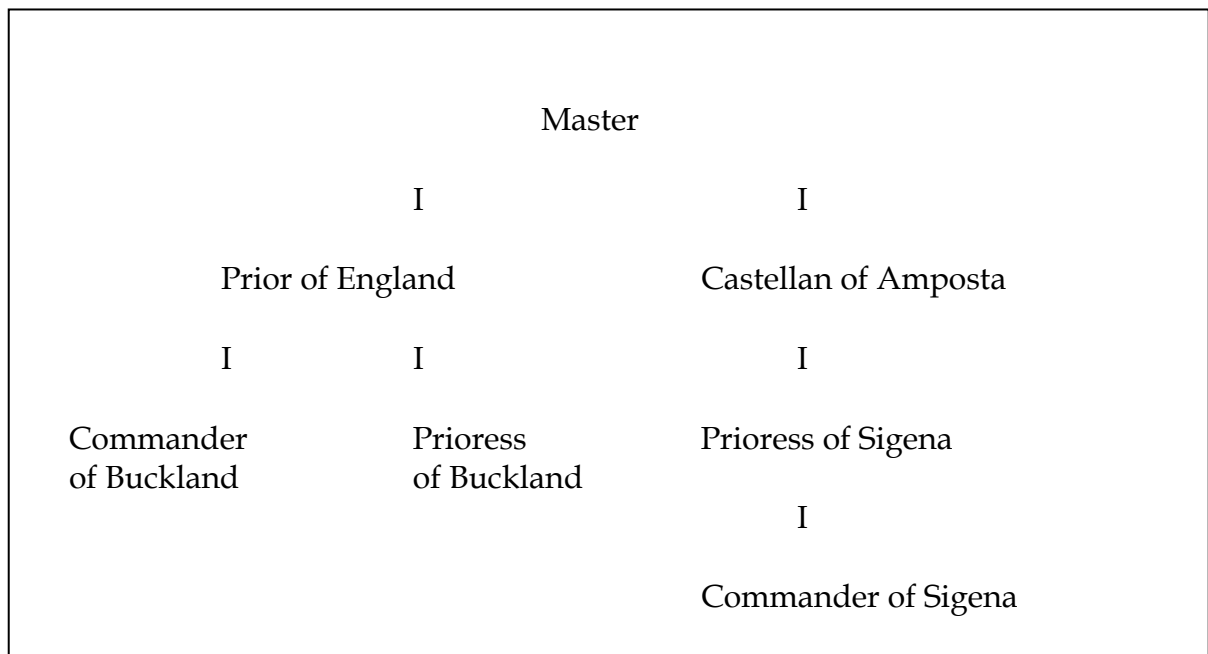 Master
I I
Prior of England Castellan of Amposta
I I I
Commander Prioress Prioress of Sigena
of Buckland of Buckland
I
Commander of Sigena